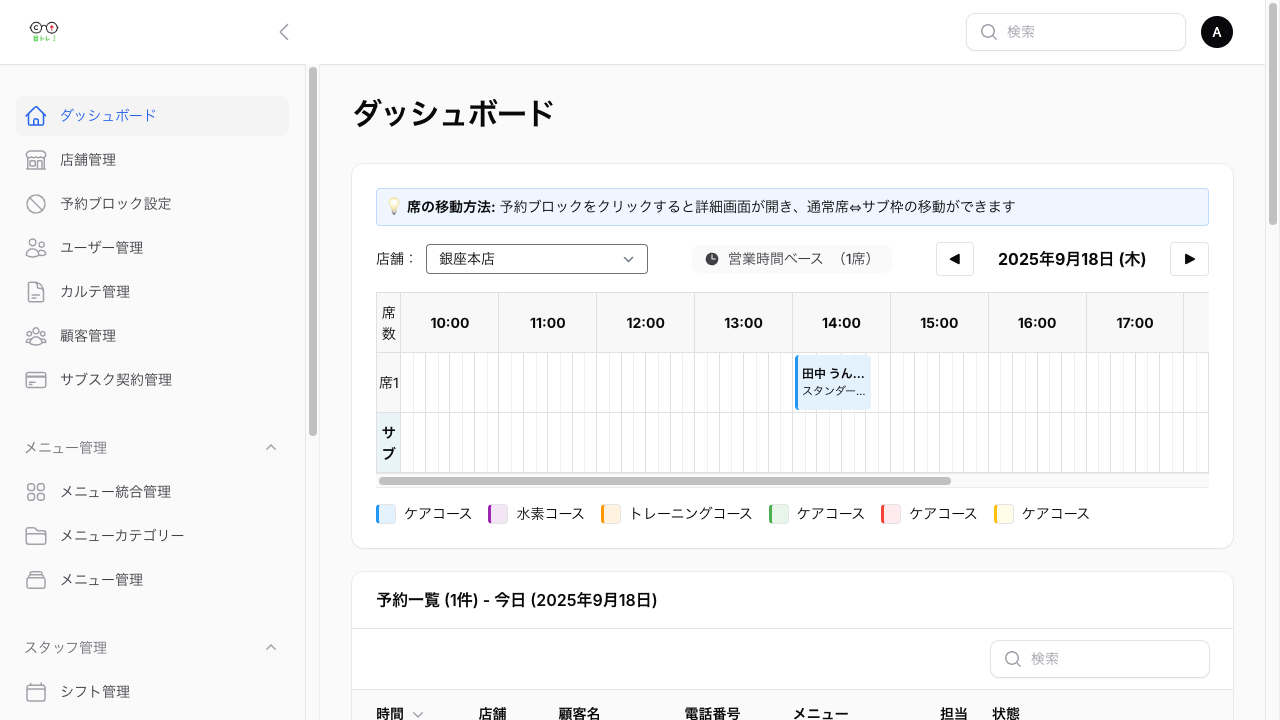 目トレ!
検索
A
ダッシュボード
店舗管理
予約ブロック設定
ユーザー管理
カルテ管理
顧客管理
サブスク契約管理
メニュー管理
メニュー統合管理
メニューカテゴリー
メニュー管理
スタッフ管理
シフト管理
ダッシュボード
席の移動方法: 予約ブロックをクリックすると詳細画面が開き、通常席⇔サブ枠の移動ができます
店舗：
銀座本店
営業時間ベース （1席）
◀
2025年9月18日 (木)
▶
席数
10:00
11:00
12:00
13:00
14:00
15:00
16:00
17:00
席1
田中 うん...
スタンダー...
サブ
ケアコース
水素コース
トレーニングコース
ケアコース
ケアコース
ケアコース
予約一覧 (1件) - 今日 (2025年9月18日)
検索
時間
店舗
顧客名
電話番号
メニュー
担当
状態